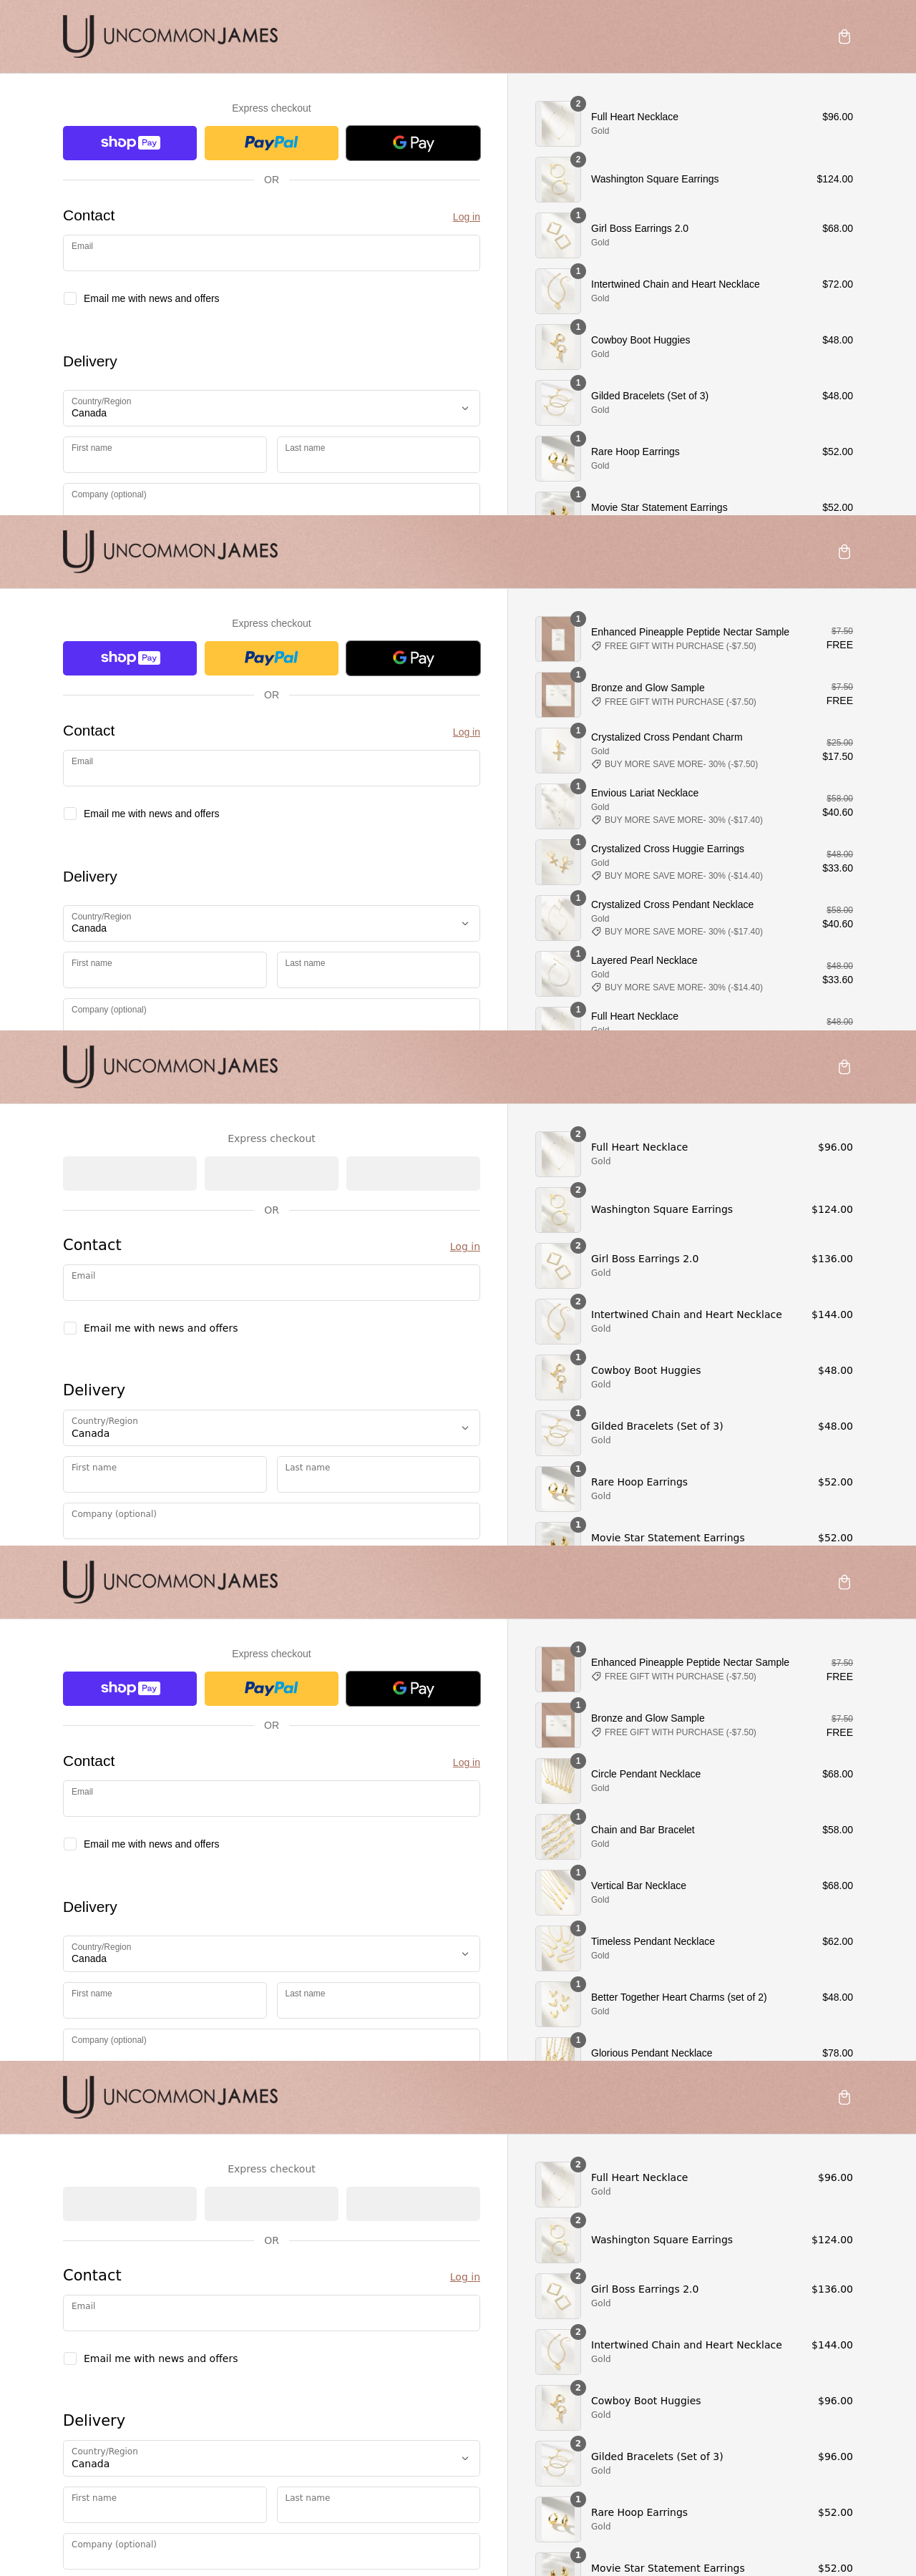 UNCOMMON JAMES
Express checkout
shop Pay
PayPal
G Pay
OR
Contact
Log in
Email
Email me with news and offers
Delivery
Country/Region
Canada
First name
Last name
Company (optional)
2
Full Heart Necklace
$96.00
Gold
2
Washington Square Earrings
$124.00
1
Girl Boss Earrings 2.0
$68.00
Gold
1
Intertwined Chain and Heart Necklace
$72.00
Gold
1
Cowboy Boot Huggies
$48.00
Gold
1
Gilded Bracelets (Set of 3)
$48.00
Gold
1
Rare Hoop Earrings
$52.00
Gold
1
Movie Star Statement Earrings
$52.00
UNCOMMON JAMES
Express checkout
shop Pay
PayPal
G Pay
OR
Contact
Log in
Email
Email me with news and offers
Delivery
Country/Region
Canada
First name
Last name
Company (optional)
1
Enhanced Pineapple Peptide Nectar Sample
$7.50
FREE GIFT WITH PURCHASE (-$7.50)
FREE
1
Bronze and Glow Sample
$7.50
FREE GIFT WITH PURCHASE (-$7.50)
FREE
1
Crystalized Cross Pendant Charm
$25.00
Gold
$17.50
BUY MORE SAVE MORE- 30% (-$7.50)
1
Envious Lariat Necklace
$58.00
Gold
$40.60
BUY MORE SAVE MORE- 30% (-$17.40)
1
Crystalized Cross Huggie Earrings
$48.00
Gold
$33.60
BUY MORE SAVE MORE- 30% (-$14.40)
1
Crystalized Cross Pendant Necklace
$58.00
Gold
$40.60
BUY MORE SAVE MORE- 30% (-$17.40)
1
Layered Pearl Necklace
$48.00
Gold
$33.60
BUY MORE SAVE MORE- 30% (-$14.40)
1
Full Heart Necklace
$48.00
Gold
UNCOMMON JAMES
Express checkout
OR
Contact
Log in
Email
Email me with news and offers
Delivery
Country/Region
Canada
First name
Last name
Company (optional)
2
Full Heart Necklace
$96.00
Gold
2
Washington Square Earrings
$124.00
2
Girl Boss Earrings 2.0
$136.00
Gold
2
Intertwined Chain and Heart Necklace
$144.00
Gold
1
Cowboy Boot Huggies
$48.00
Gold
1
Gilded Bracelets (Set of 3)
$48.00
Gold
1
Rare Hoop Earrings
$52.00
Gold
1
Movie Star Statement Earrings
$52.00
UNCOMMON JAMES
Express checkout
shop Pay
PayPal
G Pay
OR
Contact
Log in
Email
Email me with news and offers
Delivery
Country/Region
Canada
First name
Last name
Company (optional)
1
Enhanced Pineapple Peptide Nectar Sample
$7.50
FREE GIFT WITH PURCHASE (-$7.50)
FREE
1
Bronze and Glow Sample
$7.50
FREE GIFT WITH PURCHASE (-$7.50)
FREE
1
Circle Pendant Necklace
$68.00
Gold
1
Chain and Bar Bracelet
$58.00
Gold
1
Vertical Bar Necklace
$68.00
Gold
1
Timeless Pendant Necklace
$62.00
Gold
1
Better Together Heart Charms (set of 2)
$48.00
Gold
1
Glorious Pendant Necklace
$78.00
UNCOMMON JAMES
Express checkout
OR
Contact
Log in
Email
Email me with news and offers
Delivery
Country/Region
Canada
First name
Last name
Company (optional)
2
Full Heart Necklace
$96.00
Gold
2
Washington Square Earrings
$124.00
2
Girl Boss Earrings 2.0
$136.00
Gold
2
Intertwined Chain and Heart Necklace
$144.00
Gold
2
Cowboy Boot Huggies
$96.00
Gold
2
Gilded Bracelets (Set of 3)
$96.00
Gold
1
Rare Hoop Earrings
$52.00
Gold
1
Movie Star Statement Earrings
$52.00